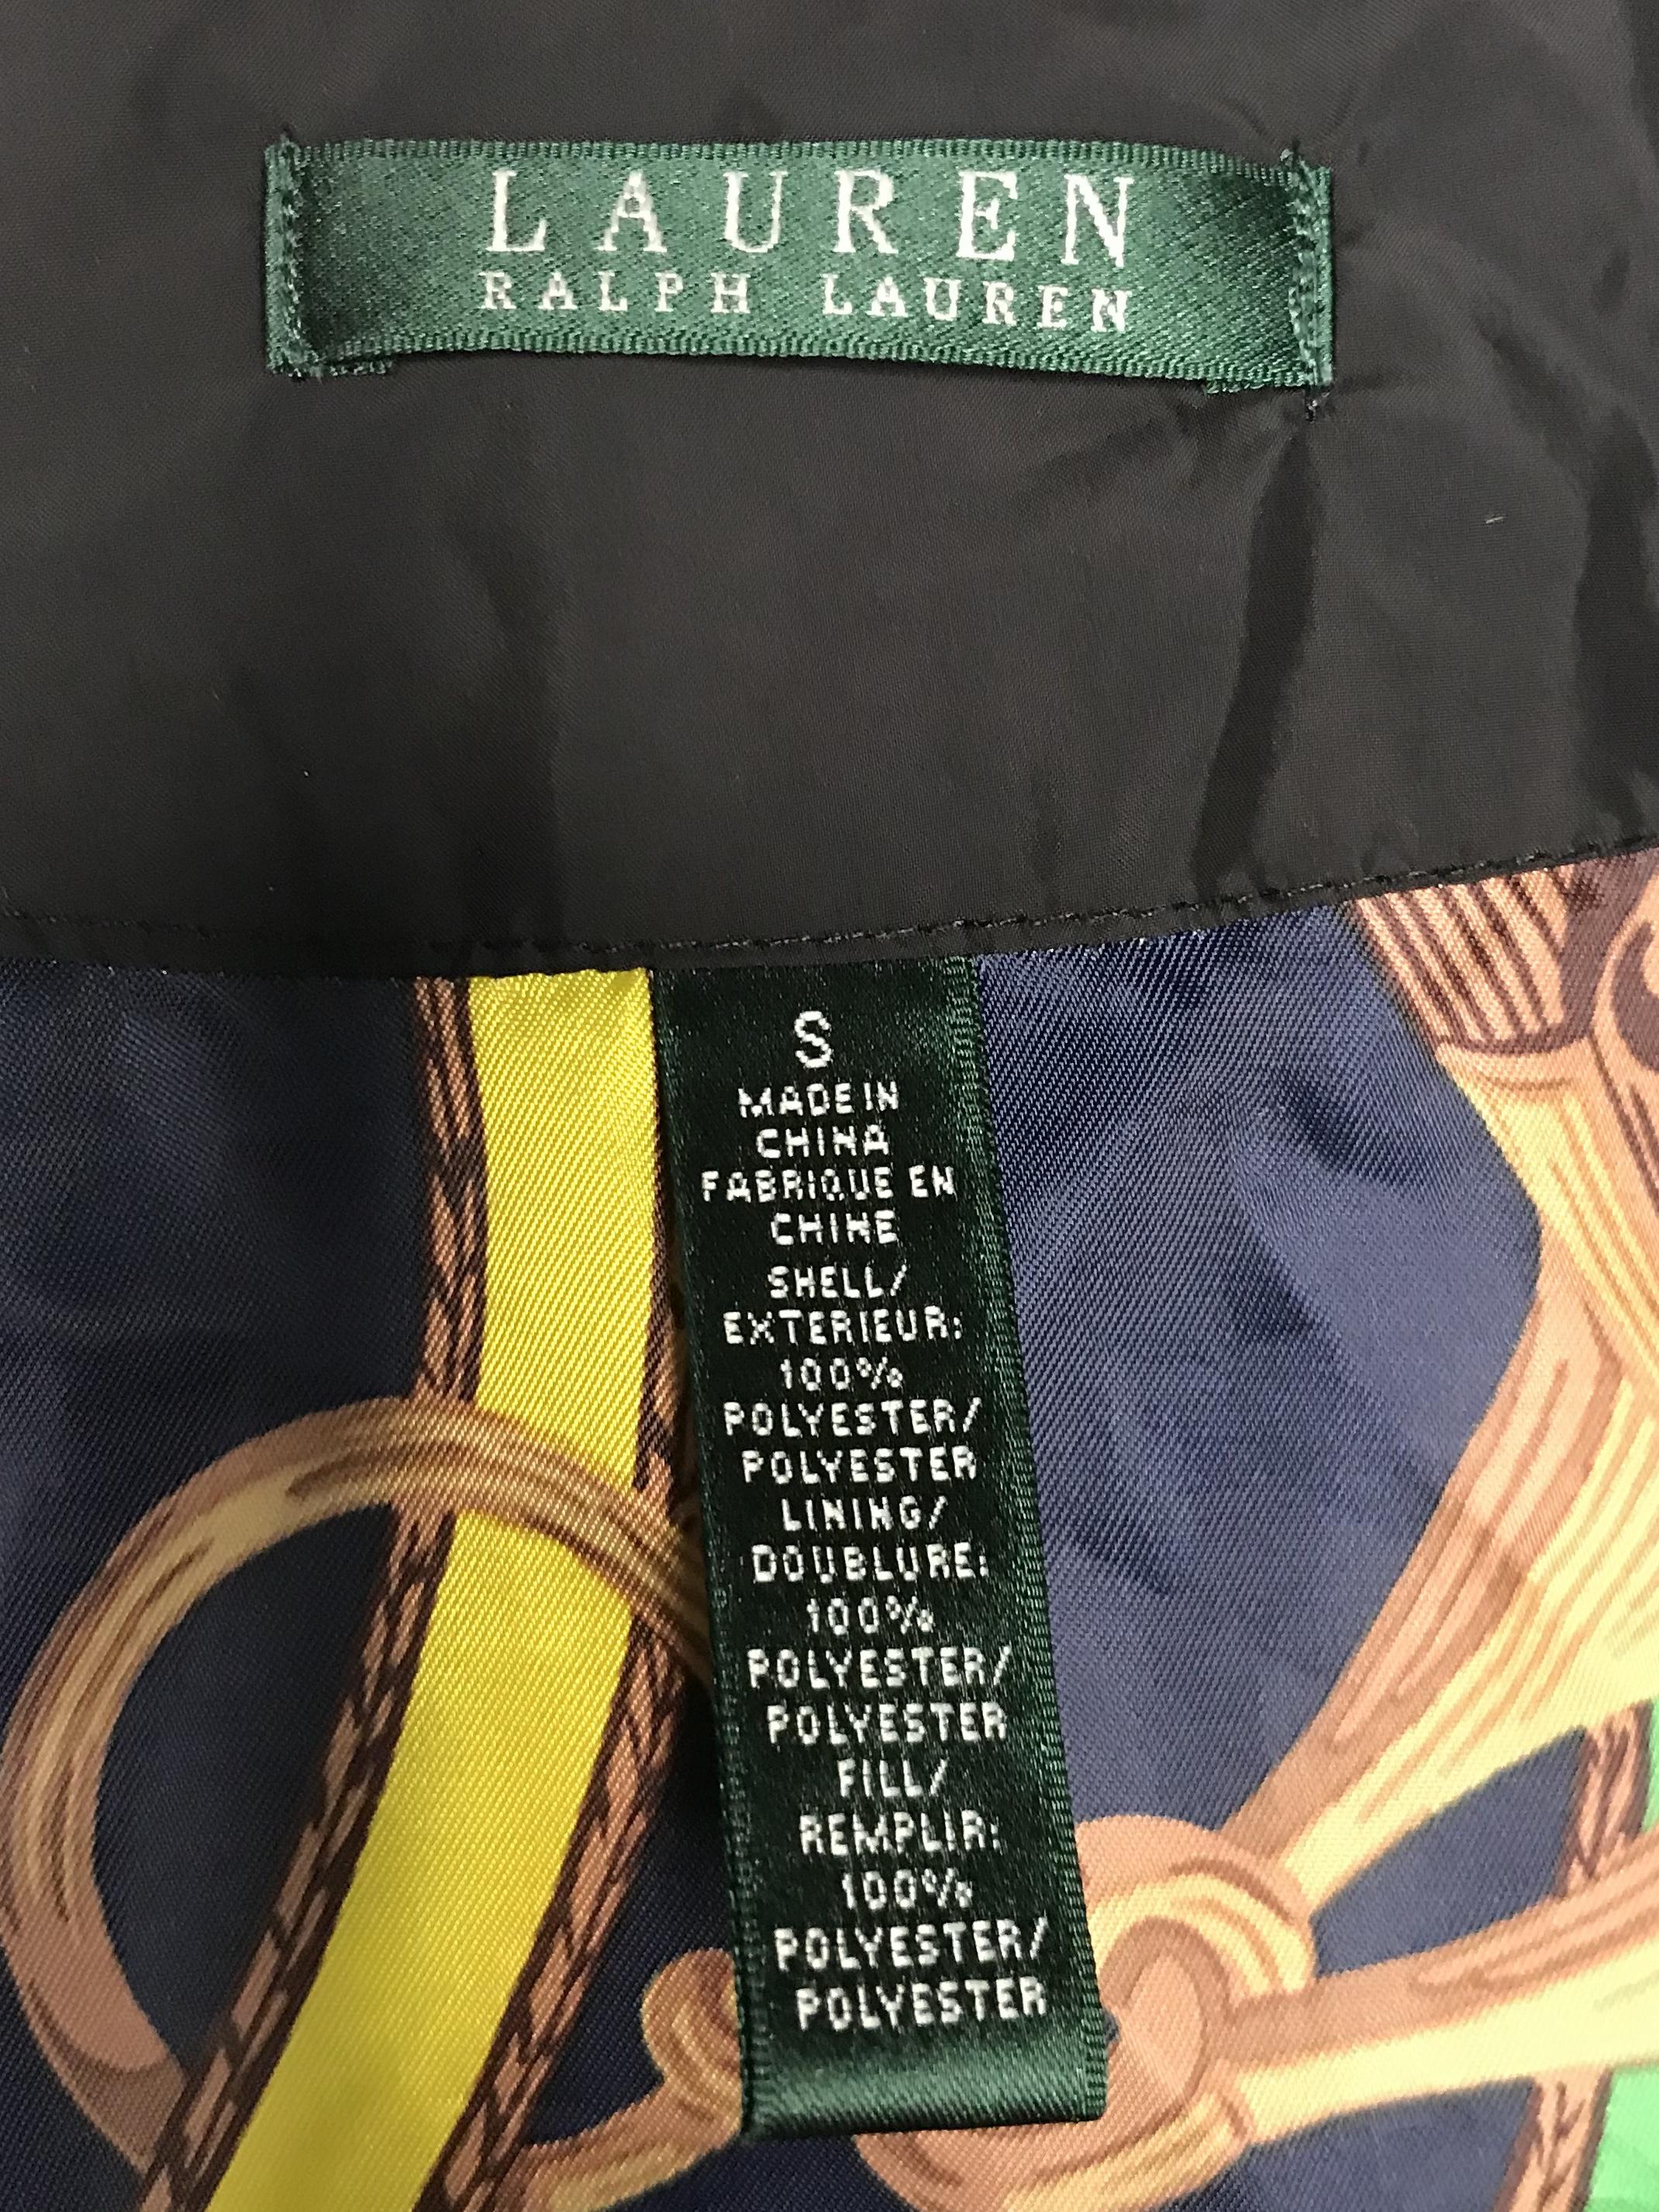 LAUREN
RALPH LAUREN
S
MADE IN
CHINA
FABRIQUE EN
CHINE
SHELL/
EXTERIEUR:
100%
POLYESTER/
POLYESTER
LINING/
DOUBLURE:
100%
POLYESTER/
POLYESTER
FILL/
REMPLIR:
100%
POLYESTER/
POLYESTER